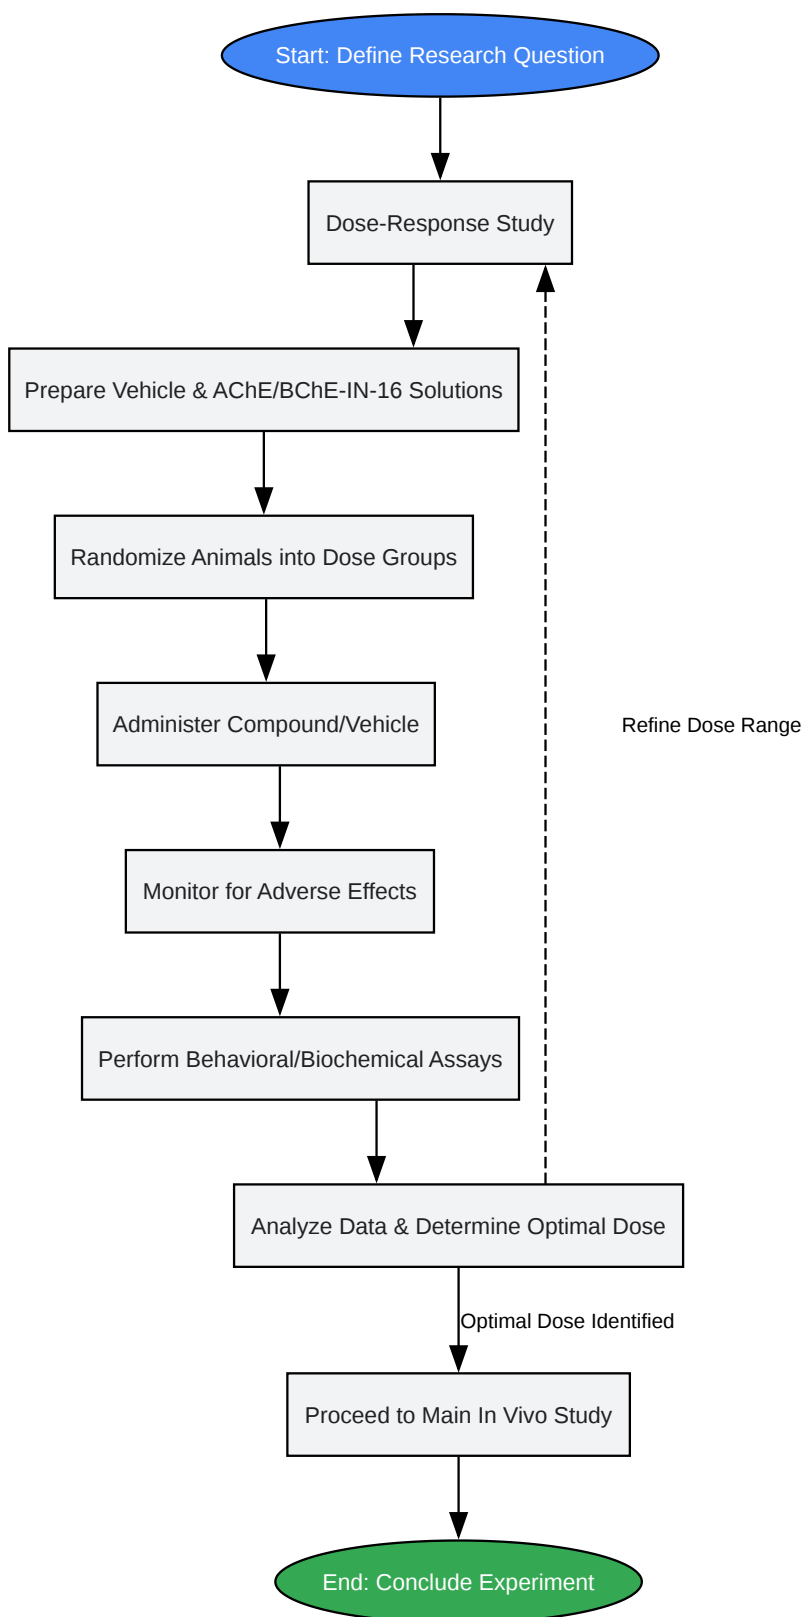 Start: Define Research Question
Dose-Response Study
Prepare Vehicle & AChE/BChE-IN-16 Solutions
Randomize Animals into Dose Groups
Administer Compound/Vehicle
Refine Dose Range
Monitor for Adverse Effects
Perform Behavioral/Biochemical Assays
Analyze Data & Determine Optimal Dose
Optimal Dose Identified
Proceed to Main In Vivo Study
End: Conclude Experiment